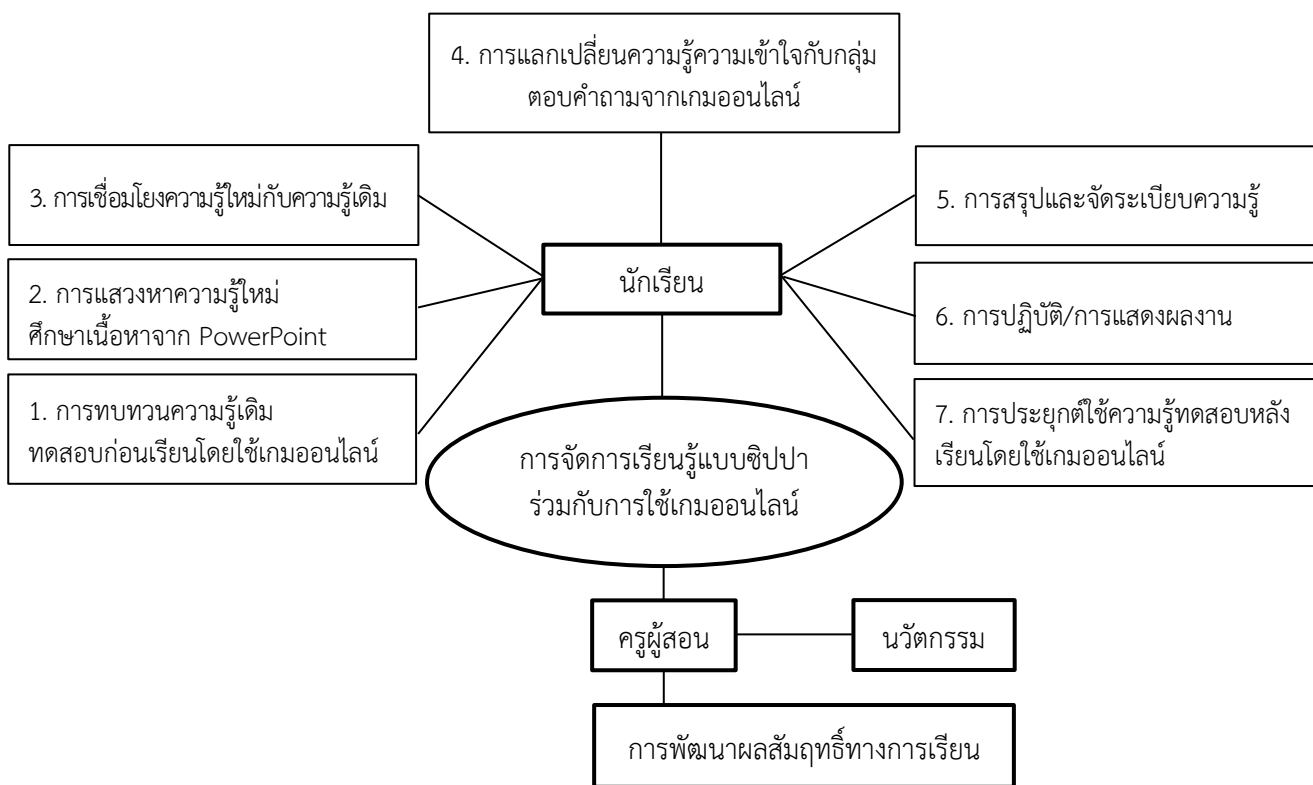 4. การแลกเปลี่ยนความรู้ความเข้าใจกับกลุ่ม
ตอบคำถามจากเกมออนไลน์
3. การเชื่อมโยงความรู้ใหม่กับความรู้เดิม
5. การสรุปและจัดระเบียบความรู้
นักเรียน
2. การแสวงหาความรู้ใหม่
ศึกษาเนื้อหาจาก PowerPoint
6. การปฏิบัติ/การแสดงผลงาน
1. การทบทวนความรู้เดิม
ทดสอบก่อนเรียนโดยใช้เกมออนไลน์
7. การประยุกต์ใช้ความรู้ทดสอบหลัง
เรียนโดยใช้เกมออนไลน์
การจัดการเรียนรู้แบบซิปปา
ร่วมกับการใช้เกมออนไลน์
ครูผู้สอน
นวัตกรรม
การพัฒนาผลสัมฤทธิ์ทางการเรียน